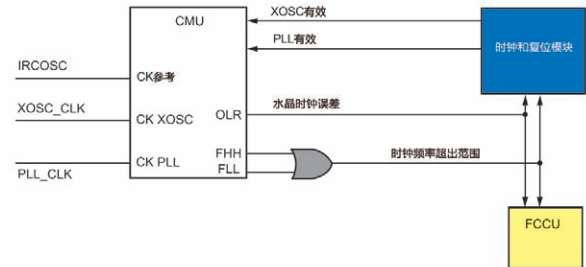 CMU
XOSC有效
PLL有效
时钟和复位模块
IRCOSC
CK参考
XOSC_CLK
CK XOSC
OLR
水晶时钟误差
FHH
时钟频率超出范围
CK PLL
FLL
PLL_CLK
FCCU